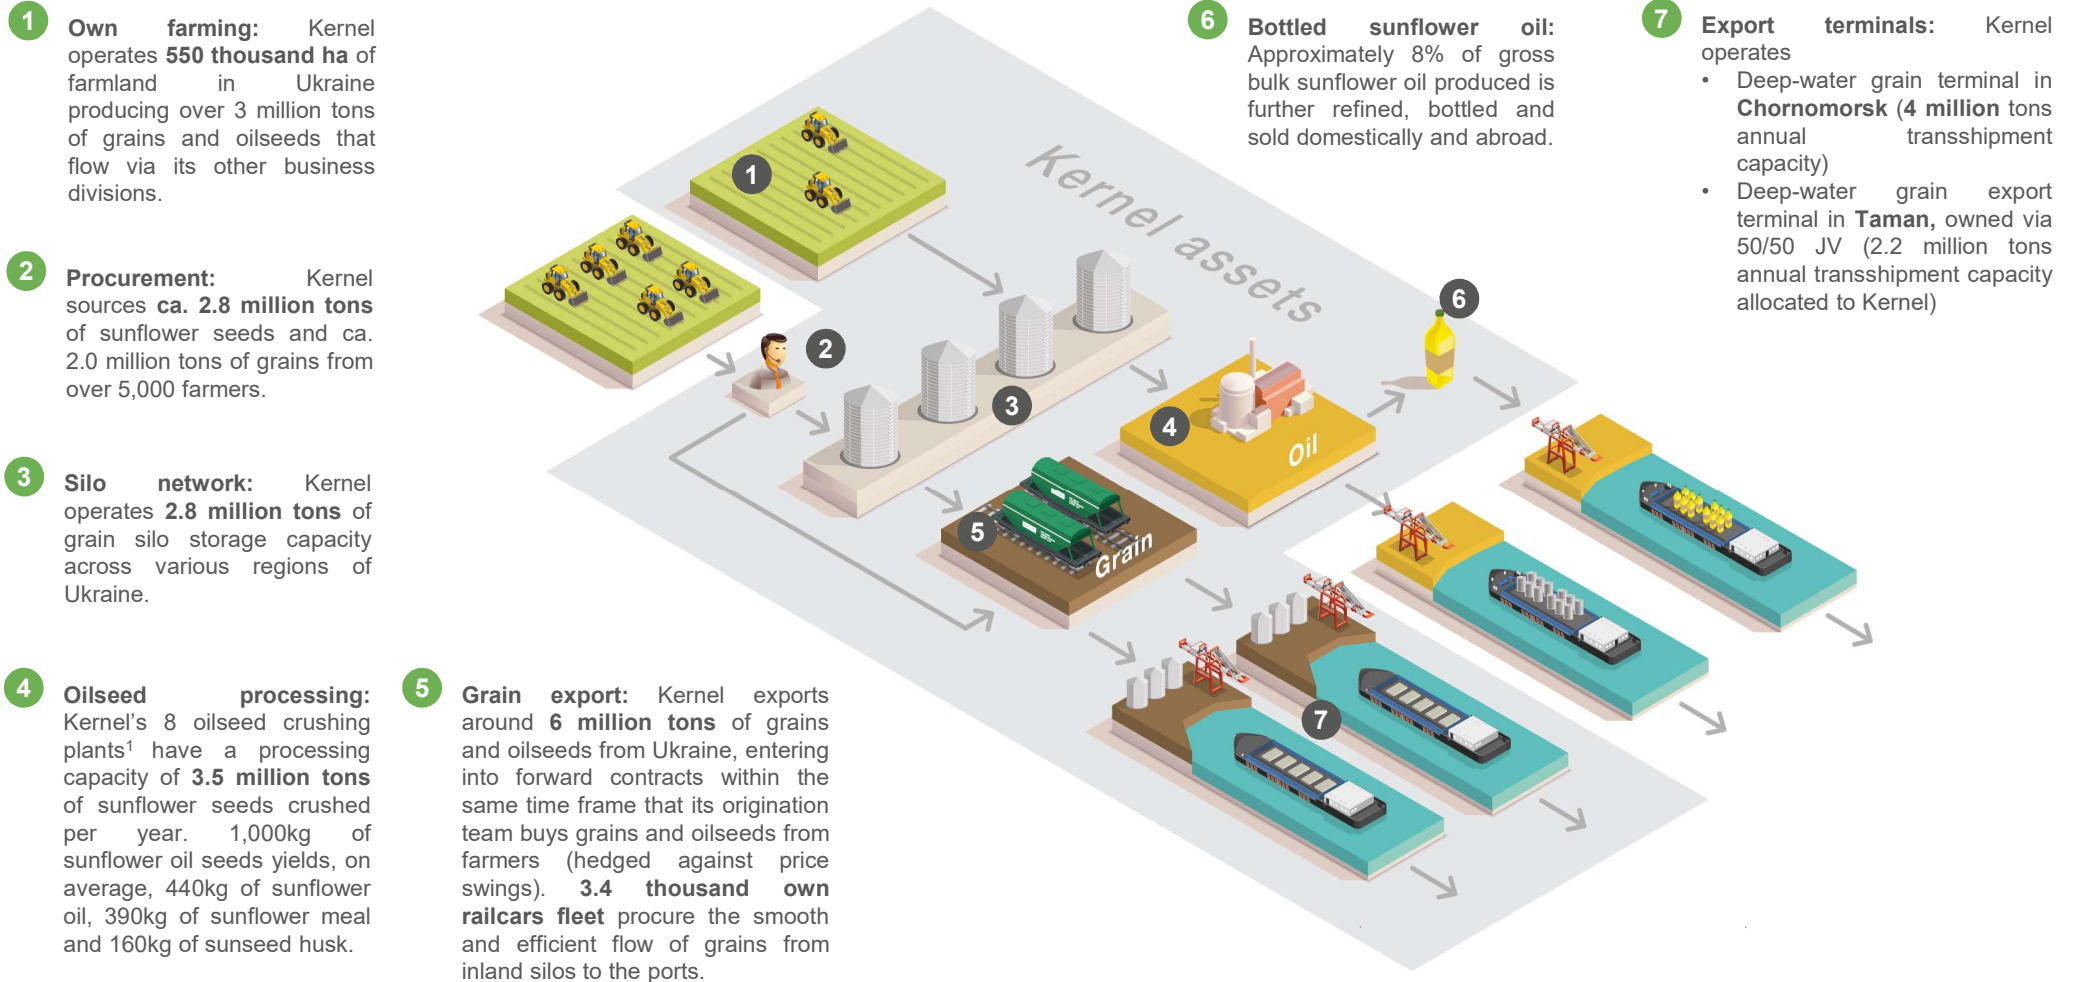 1
Own farming: Kernel
operates 550 thousand ha of
farmland in Ukraine
producing over 3 million tons
of grains and oilseeds that
flow via its other business
divisions.
2
Procurement: Kernel
sources ca. 2.8 million tons
of sunflower seeds and ca.
2.0 million tons of grains from
over 5,000 farmers.
3
Silo network: Kernel
operates 2.8 million tons of
grain silo storage capacity
across various regions of
Ukraine.
4
Oilseed processing:
Kernel's 8 oilseed crushing
plants¹ have a processing
capacity of 3.5 million tons
of sunflower seeds crushed
per year. 1,000kg of
sunflower oil seeds yields, on
average, 440kg of sunflower
oil, 390kg of sunflower meal
and 160kg of sunseed husk.
5
Grain export: Kernel exports
around 6 million tons of grains
and oilseeds from Ukraine, entering
into forward contracts within the
same time frame that its origination
team buys grains and oilseeds from
farmers (hedged against price
swings). 3.4 thousand own
railcars fleet procure the smooth
and efficient flow of grains from
inland silos to the ports.
6
Bottled sunflower oil:
Approximately 8% of gross
bulk sunflower oil produced is
further refined, bottled and
sold domestically and abroad.
7
Export terminals: Kernel
operates
• Deep-water grain terminal in
Chornomorsk (4 million tons
annual transshipment
capacity)
• Deep-water grain export
terminal in Taman, owned via
50/50 JV (2.2 million tons
annual transshipment capacity
allocated to Kernel)
Kernel assets
1
2
3
4
Oil
5
Grain
6
7